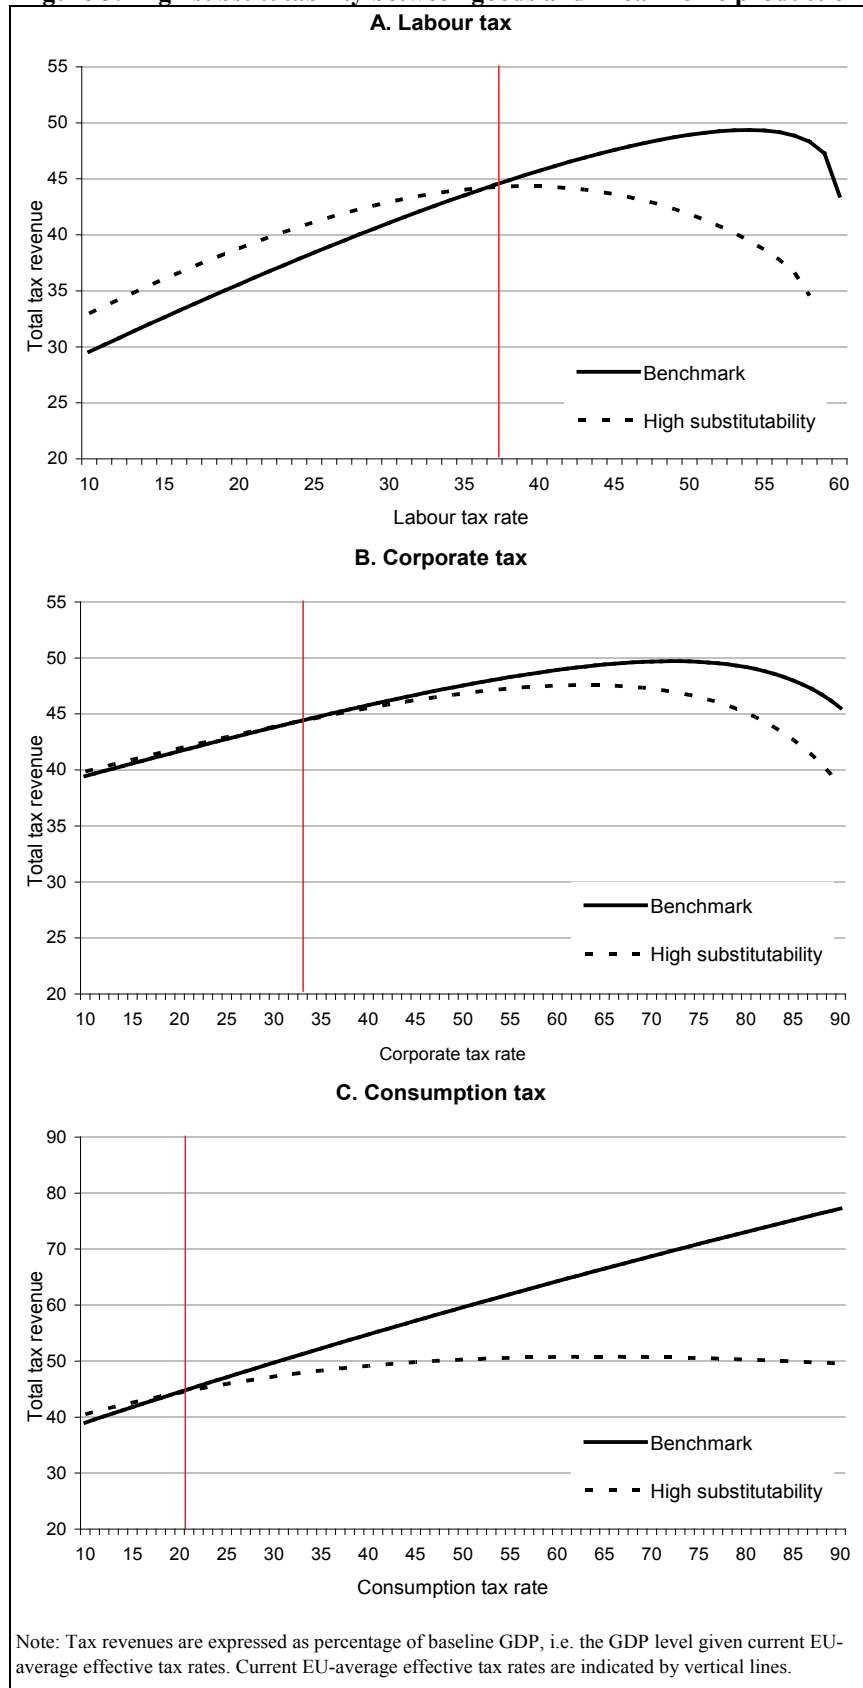 A. Labour tax
55
50
45
40
35
30
25
20
Total tax revenue
Benchmark
High substitutability
10 15 20 25 30 35 40 45 50 55 60
Labour tax rate
B. Corporate tax
55
50
45
40
35
30
25
20
Total tax revenue
Benchmark
High substitutability
10 15 20 25 30 35 40 45 50 55 60 65 70 75 80 85 90
Corporate tax rate
C. Consumption tax
90
80
70
60
50
40
30
20
Total tax revenue
Benchmark
High substitutability
10 15 20 25 30 35 40 45 50 55 60 65 70 75 80 85 90
Consumption tax rate
Note: Tax revenues are expressed as percentage of baseline GDP, i.e. the GDP level given current EU-
average effective tax rates. Current EU-average effective tax rates are indicated by vertical lines.